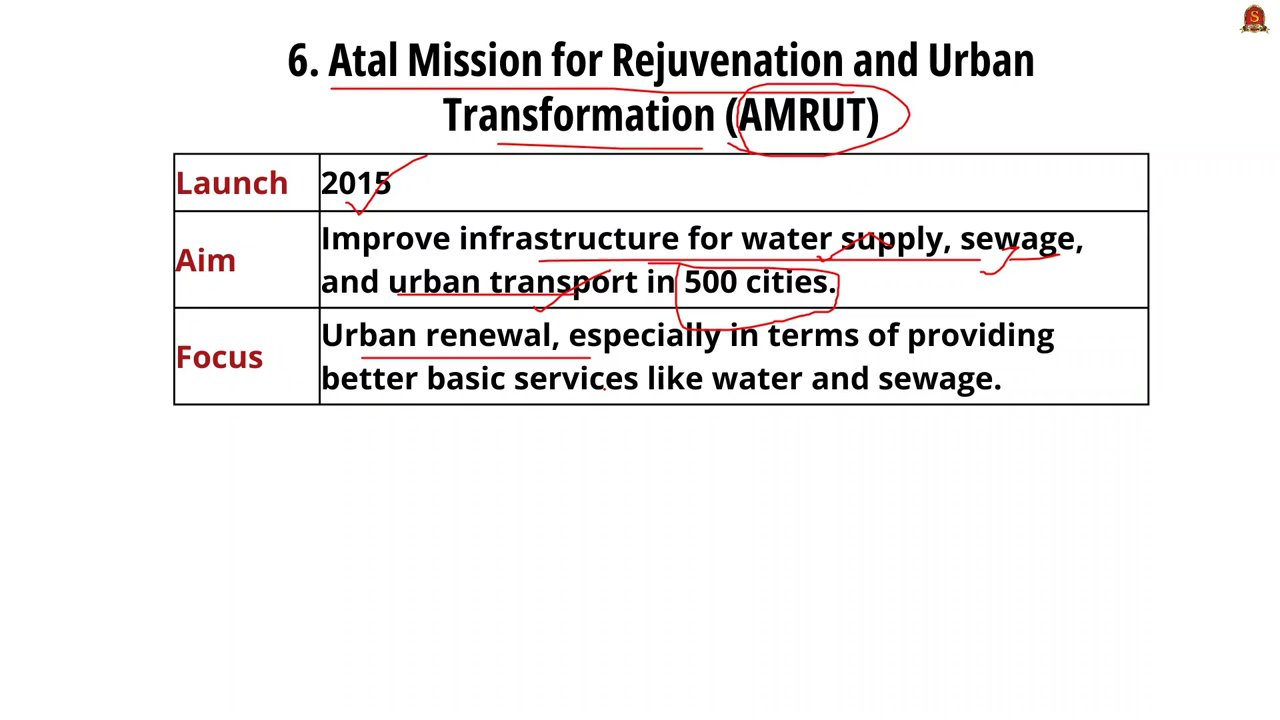 6. Atal Mission for Rejuvenation and Urban
Transformation (AMRUT)
Launch 2015
Aim Improve infrastructure for water supply, sewage,
and urban transport in 500 cities.
Focus Urban renewal, especially in terms of providing
better basic services like water and sewage.
S